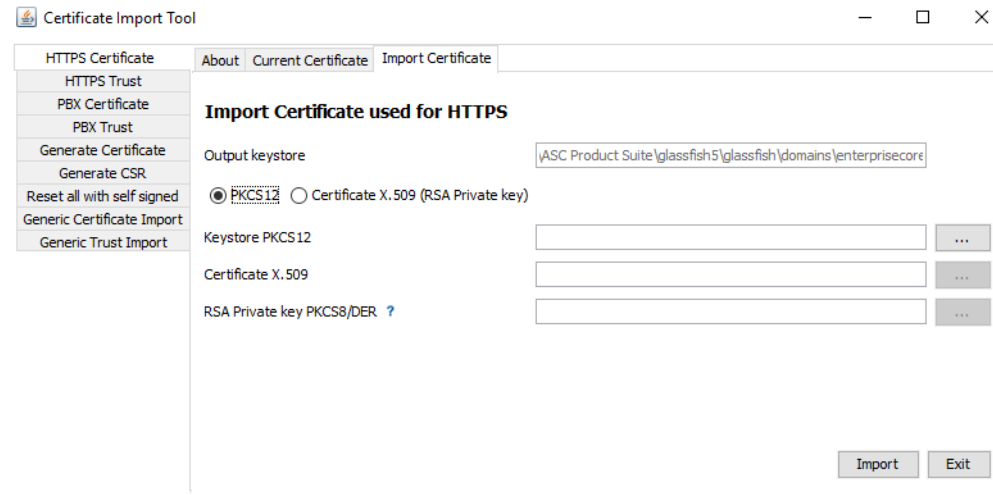 Certificate Import Tool
HTTPS Certificate
HTTPS Trust
PBX Certificate
PBX Trust
Generate Certificate
Generate CSR
Reset all with self signed
Generic Certificate Import
Generic Trust Import
About Current Certificate Import Certificate
Import Certificate used for HTTPS
Output keystore \ASC Product Suite\glassfish5\glassfish\domains\enterprisecore
PKCS12 Certificate X.509 (RSA Private key)
Keystore PKCS12 ...
Certificate X.509 ...
RSA Private key PKCS8/DER ? ...
Import Exit